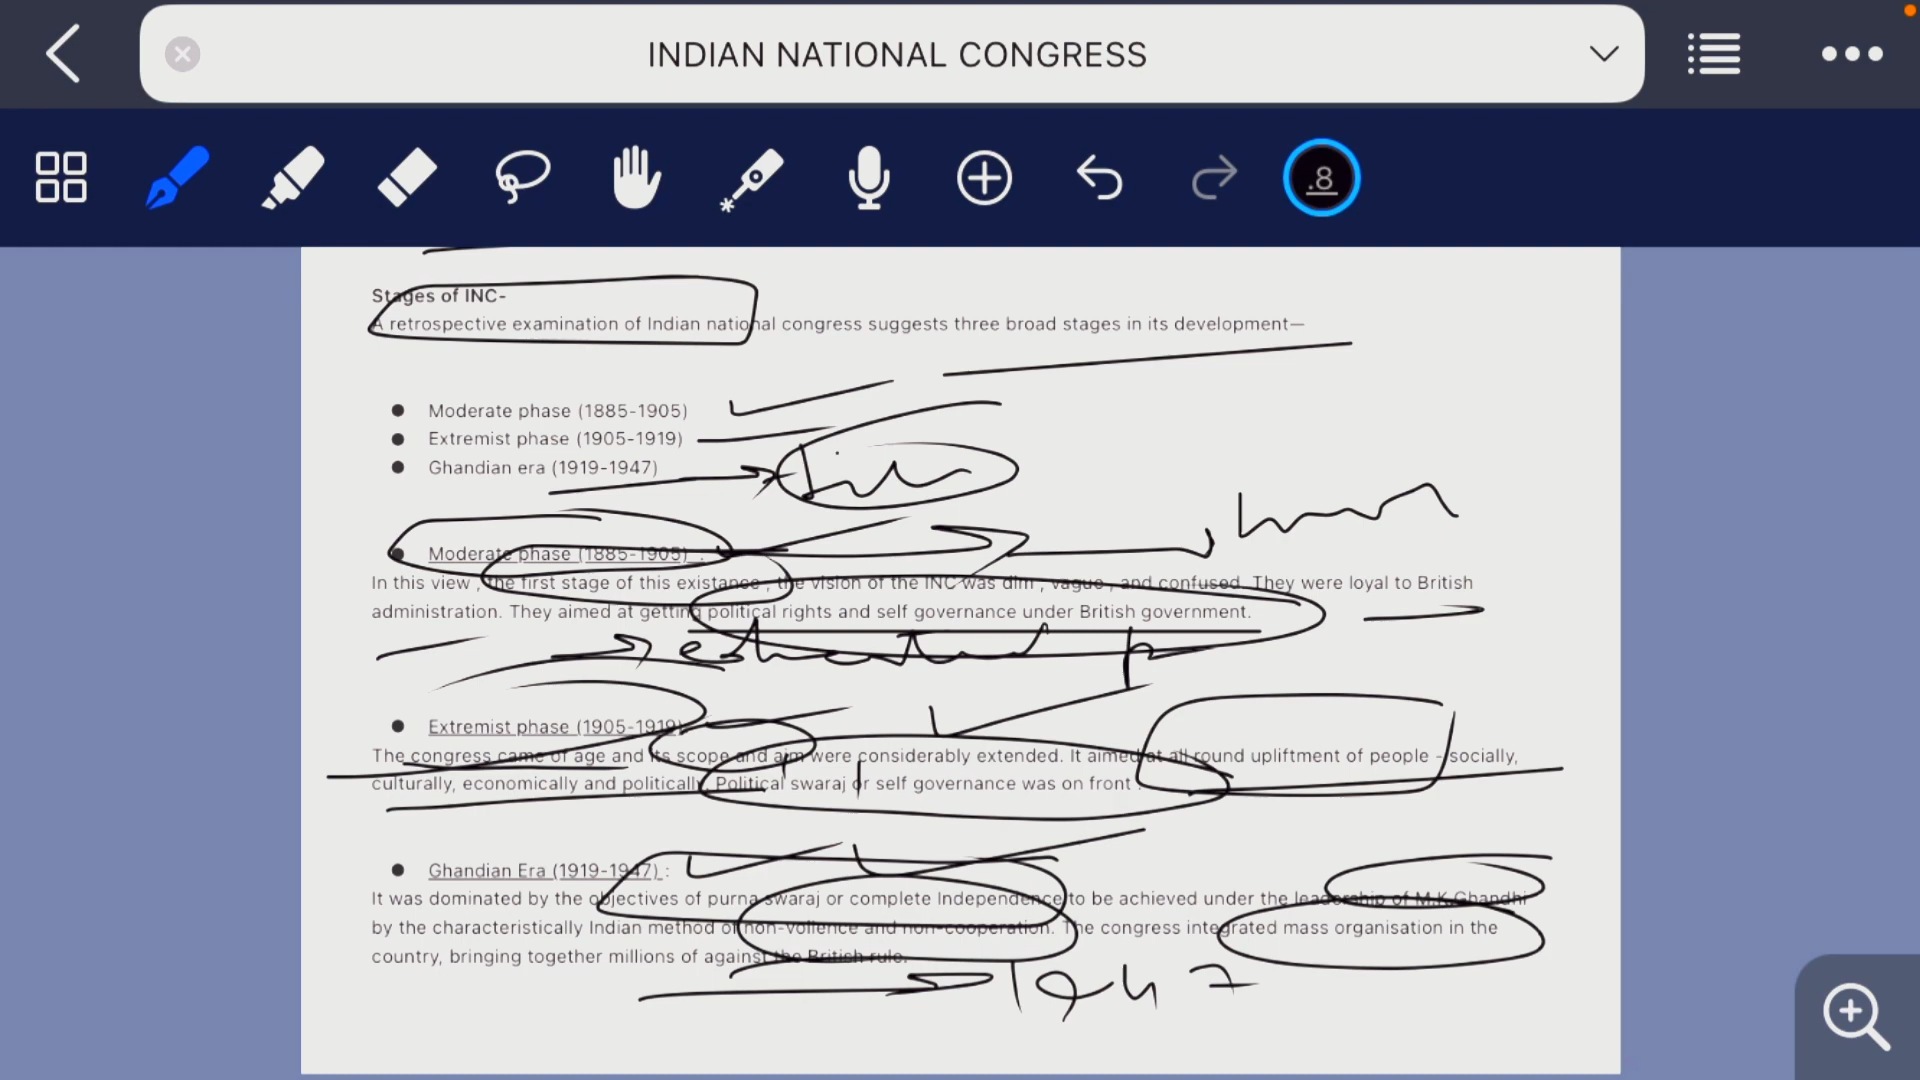 INDIAN NATIONAL CONGRESS
.8
Stages of INC-
A retrospective examination of Indian national congress suggests three broad stages in its development—
● Moderate phase (1885-1905)
● Extremist phase (1905-1919)
● Ghandian era (1919-1947)
● Moderate phase (1885-1905) :
In this view , the first stage of this existance , the vision of the INC was dim , vague , and confused. They were loyal to British
administration. They aimed at getting political rights and self governance under British government.
● Extremist phase (1905-1919):
The congress came of age and its scope and aim were considerably extended. It aimed at all round upliftment of people - socially,
culturally, economically and politically. Political swaraj or self governance was on front .
● Ghandian Era (1919-1947) :
It was dominated by the objectives of purna swaraj or complete Independence to be achieved under the leadership of M.K.Ghandhi
by the characteristically Indian method of non-vollence and non-cooperation. The congress integrated mass organisation in the
country, bringing together millions of against the British rule.
1947